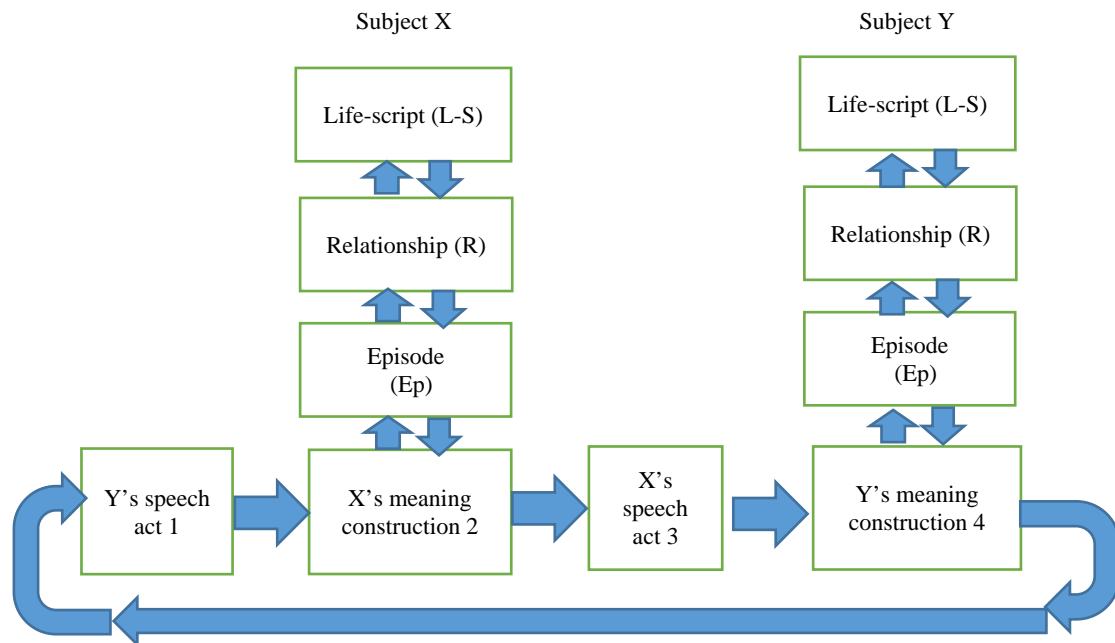 Subject X
Subject Y
Life-script (L-S)
Life-script (L-S)
Relationship (R)
Relationship (R)
Episode
(Ep)
Episode
(Ep)
Y’s speech
act 1
X’s meaning
construction 2
X’s
speech
act 3
Y’s meaning
construction 4